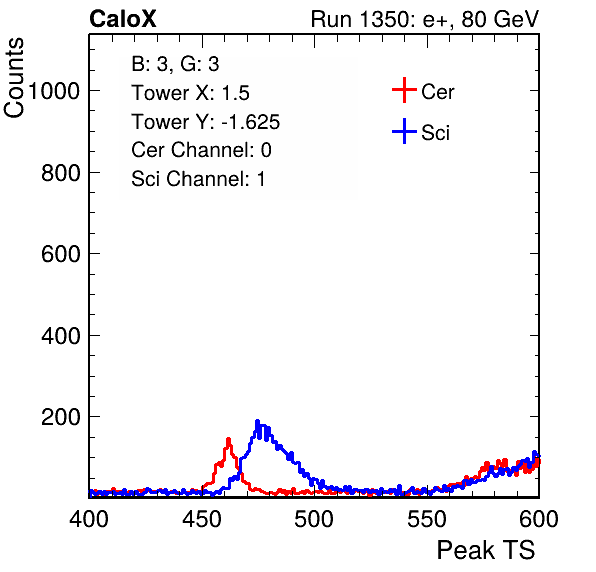 CaloX
Run 1350: e+, 80 GeV
Counts
B: 3, G: 3
Tower X: 1.5
Tower Y: -1.625
Cer Channel: 0
Sci Channel: 1
Cer
Sci
1000
800
600
400
200
400
450
500
550
600
Peak TS